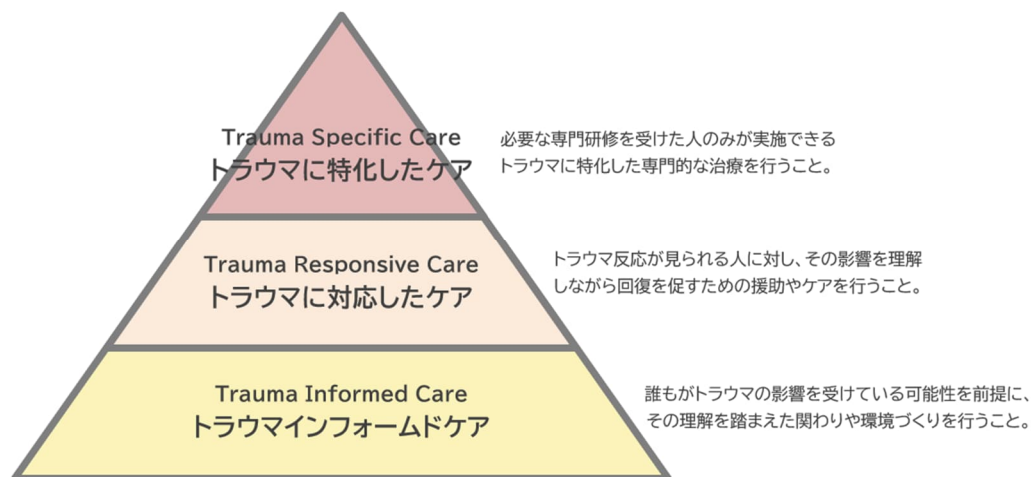 Trauma Specific Care
トラウマに特化したケア
必要な専門研修を受けた人のみが実施できる
トラウマに特化した専門的な治療を行うこと。
Trauma Responsive Care
トラウマに対応したケア
トラウマ反応が見られる人に対し、その影響を理解
しながら回復を促すための援助やケアを行うこと。
Trauma Informed Care
トラウマインフォームドケア
誰もがトラウマの影響を受けている可能性を前提に、
その理解を踏まえた関わりや環境づくりを行うこと。